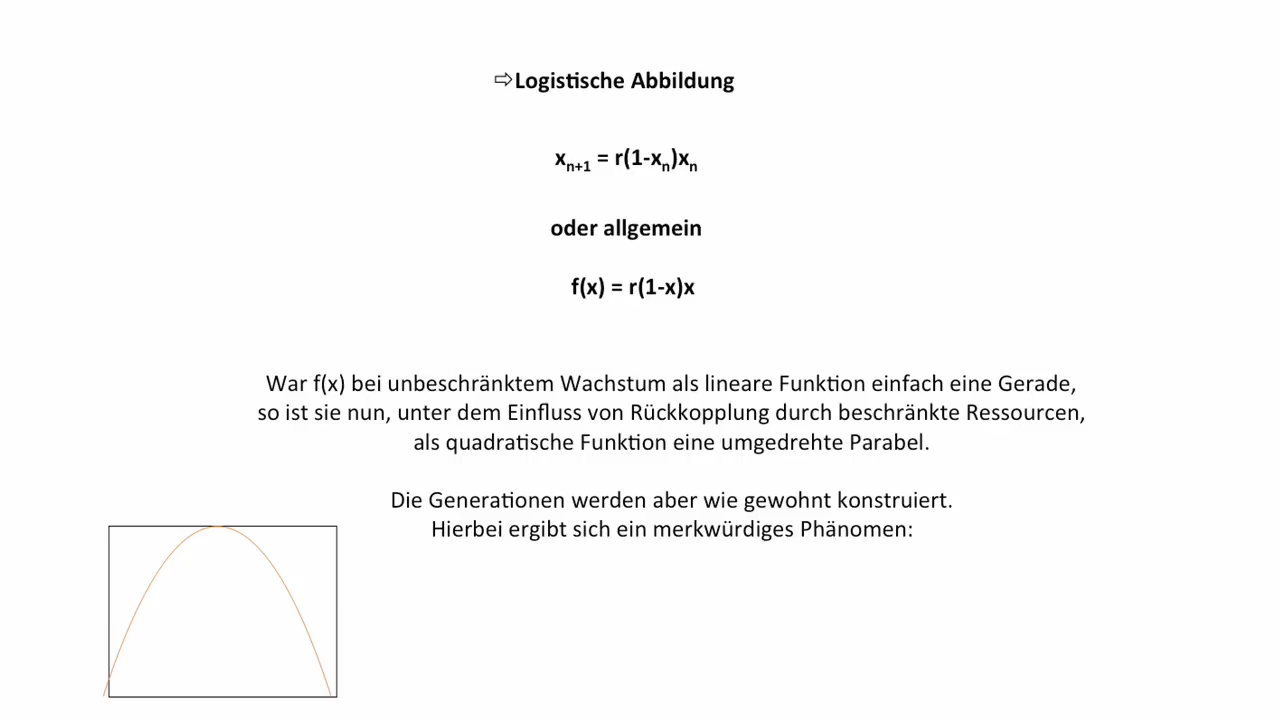 ⇨Logistische Abbildung
xₙ₊₁ = r(1-xₙ)xₙ
oder allgemein
f(x) = r(1-x)x
War f(x) bei unbeschränktem Wachstum als lineare Funktion einfach eine Gerade,
so ist sie nun, unter dem Einfluss von Rückkopplung durch beschränkte Ressourcen,
als quadratische Funktion eine umgedrehte Parabel.
Die Generationen werden aber wie gewohnt konstruiert.
Hierbei ergibt sich ein merkwürdiges Phänomen: